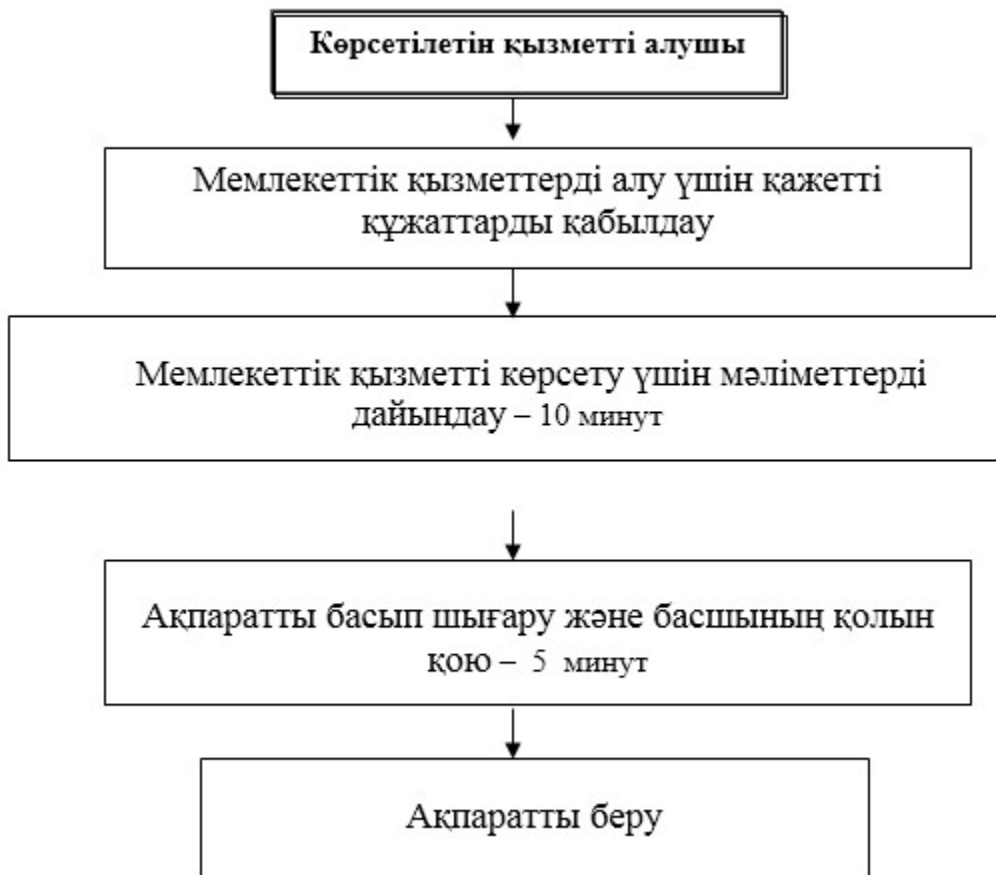 Көрсетілетін қызметті алушы
Мемлекеттік қызметтерді алу үшін қажетті
құжаттарды қабылдау
Мемлекеттік қызметті көрсету үшін мәліметтерді
дайындау – 10 минут
Ақпаратты басып шығару және басшының қолын
қою – 5 минут
Ақпаратты беру